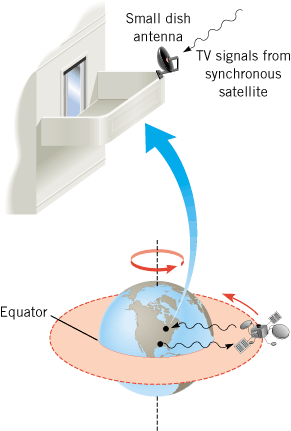 Small dish
antenna
TV signals from
synchronous
satellite
Equator